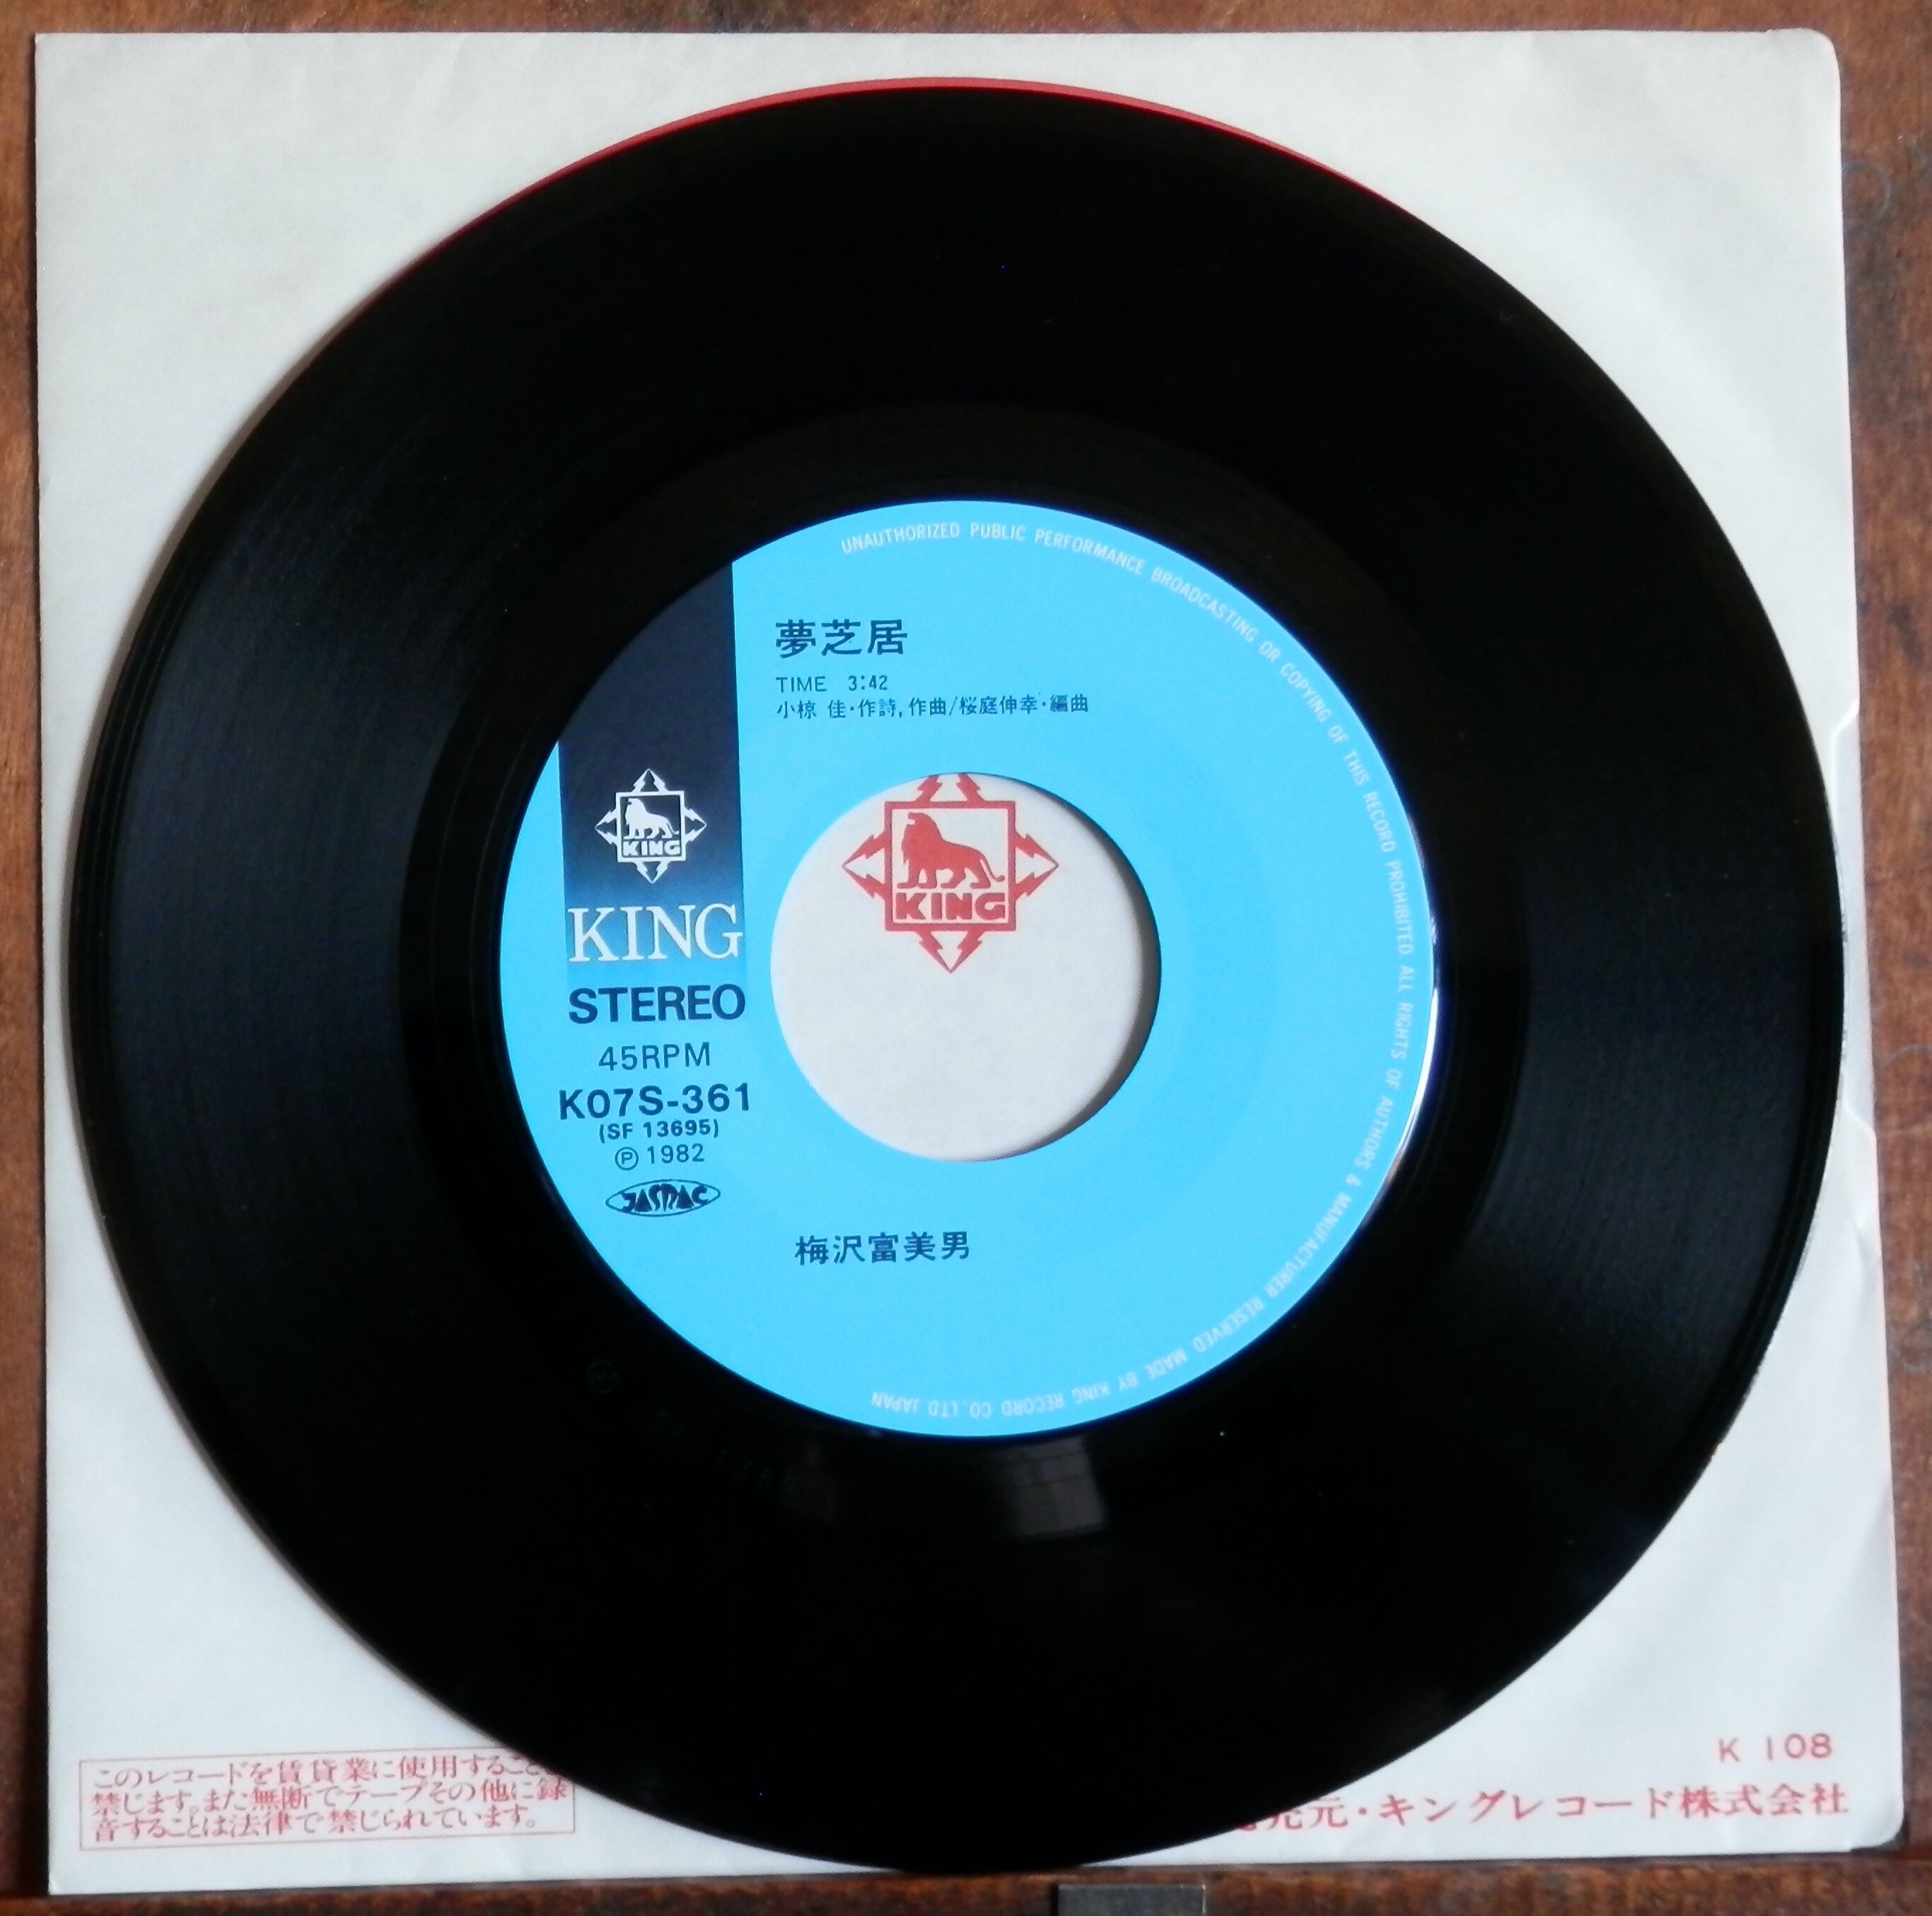 UNAUTHORIZED PUBLIC PERFORMANCE BROADCASTING OR COPYING OF THIS RECORD PROHIBITED ALL RIGHTS OF AUTHORS & MANUFACTURER RESERVED MADE BY KING RECORD CO.,LTD JAPAN
夢芝居
TIME 3:42
小椋 佳・作詩,作曲/桜庭伸幸・編曲
KING
KING
KING
STEREO
45RPM
K07S-361
(SF 13695)
Ⓟ 1982
JASRAC
梅沢富美男
K 108
このレコードを賃貸業に使用すること
禁じます。また無断でテープその他に録
音することは法律で禁じられています。
売元・キングレコード株式会社